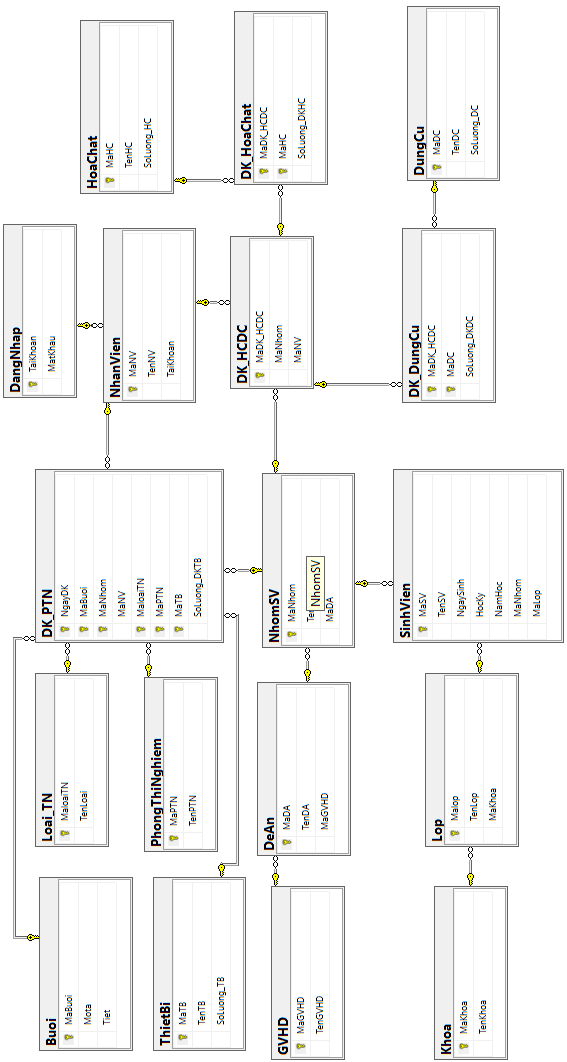 Buoi
MaBuoi
Mota
Tiet
Loai_TN
MaloaiTN
TenLoai
DK_PTN
NgayDK
MaBuoi
MaNhom
MaNV
MaloaiTN
MaPTN
MaTB
SoLuong_DKTB
DangNhap
TaiKhoan
MatKhau
HoaChat
MaHC
TenHC
SoLuong_HC
ThietBi
MaTB
TenTB
SoLuong_TB
PhongThiNghiem
MaPTN
TenPTN
NhanVien
MaNV
TenNV
TaiKhoan
DK_HoaChat
MaDK_HCDC
MaHC
SoLuong_DKHC
DK_HCDC
MaDK_HCDC
MaNhom
MaNV
GVHD
MaGVHD
TenGVHD
DeAn
MaDA
TenDA
MaGVHD
NhomSV
MaNhom
NhomSV
MaDA
DungCu
MaDC
TenDC
SoLuong_DC
DK_DungCu
MaDK_HCDC
MaDC
SoLuong_DKDC
Khoa
MaKhoa
TenKhoa
Lop
Malop
TenLop
MaKhoa
SinhVien
MaSV
TenSV
NgaySinh
HocKy
NamHoc
MaNhom
MaLop